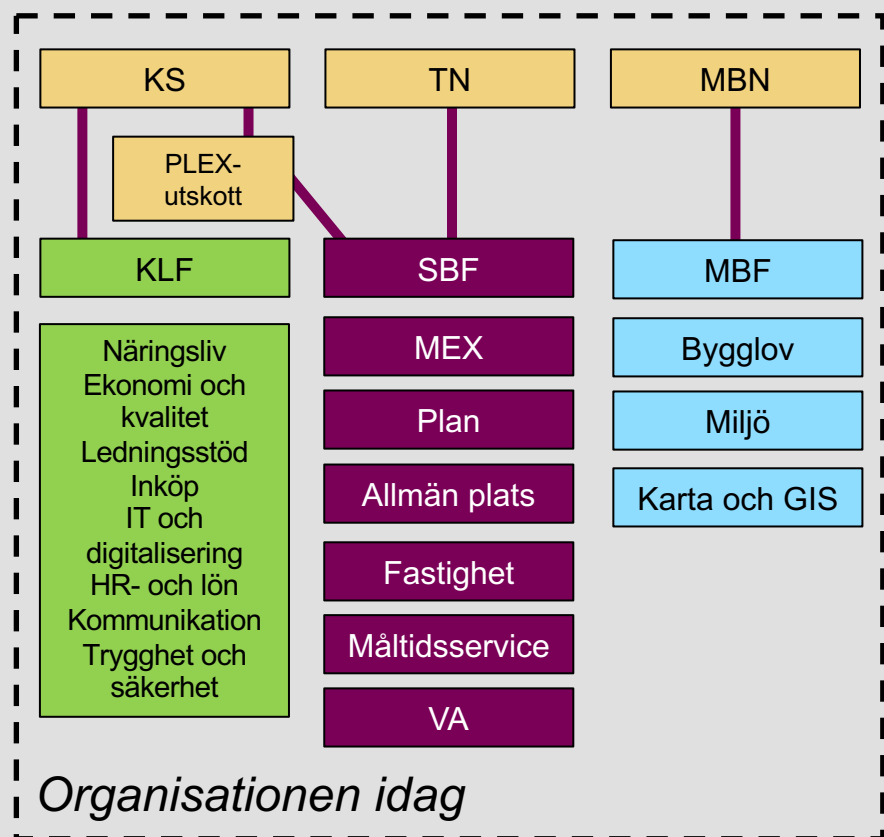 KS
TN
MBN
PLEX-
utskott
KLF
SBF
MBF
Näringsliv
Ekonomi och
kvalitet
Ledningsstöd
Inköp
IT och
digitalisering
HR- och lön
Kommunikation
Trygghet och
säkerhet
MEX
Plan
Allmän plats
Fastighet
Måltidsservice
VA
Bygglov
Miljö
Karta och GIS
Organisationen idag